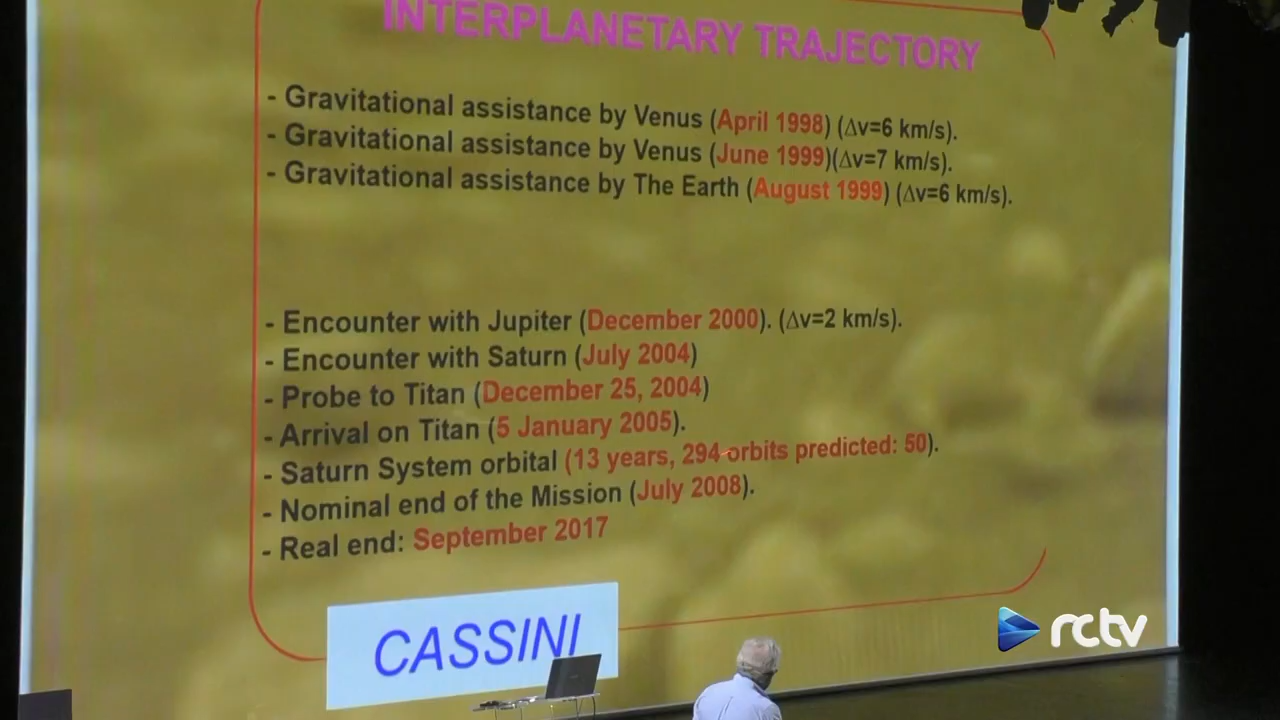 INTERPLANETARY TRAJECTORY
- Gravitational assistance by Venus (April 1998) (Δv=6 km/s).
- Gravitational assistance by Venus (June 1999)(Δv=7 km/s).
- Gravitational assistance by The Earth (August 1999) (Δv=6 km/s).
- Encounter with Jupiter (December 2000). (Δv=2 km/s).
- Encounter with Saturn (July 2004)
- Probe to Titan (December 25, 2004)
- Arrival on Titan (5 January 2005).
- Saturn System orbital (13 years, 294 orbits predicted: 50).
- Nominal end of the Mission (July 2008).
- Real end: September 2017
CASSINI
rctv